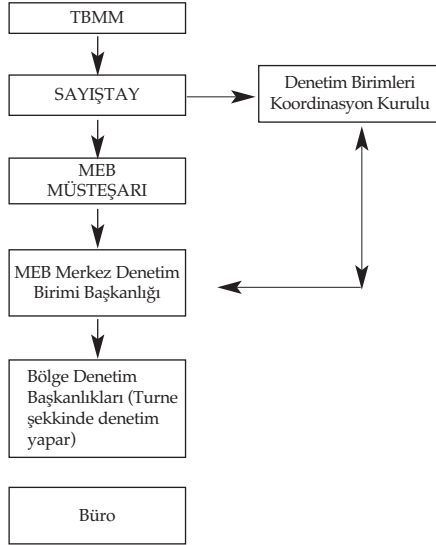 TBMM
SAYIŞTAY
Denetim Birimleri
Koordinasyon Kurulu
MEB
MÜSTEŞARI
MEB Merkez Denetim
Birimi Başkanlığı
Bölge Denetim
Başkanlıkları (Turne
şekkinde denetim
yapar)
Büro